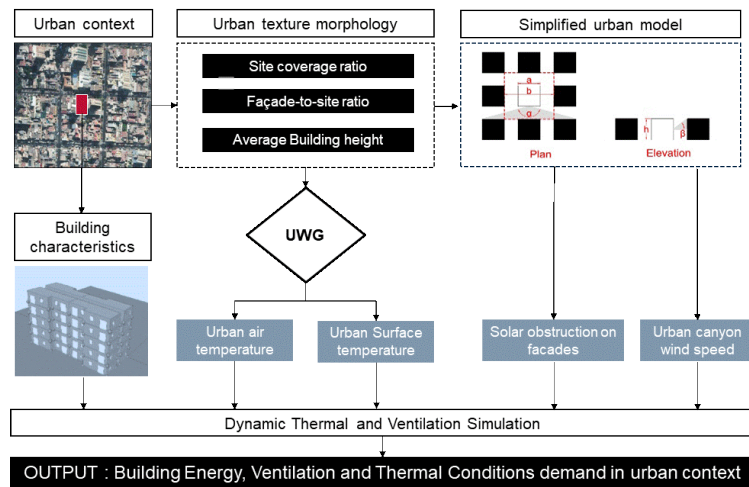 Urban context
Urban texture morphology
Simplified urban model
Site coverage ratio
Façade-to-site ratio
Average Building height
a
b
α
h
β
Plan
Elevation
Building
characteristics
UWG
Urban air
temperature
Urban Surface
temperature
Solar obstruction on
facades
Urban canyon
wind speed
Dynamic Thermal and Ventilation Simulation
OUTPUT : Building Energy, Ventilation and Thermal Conditions demand in urban context